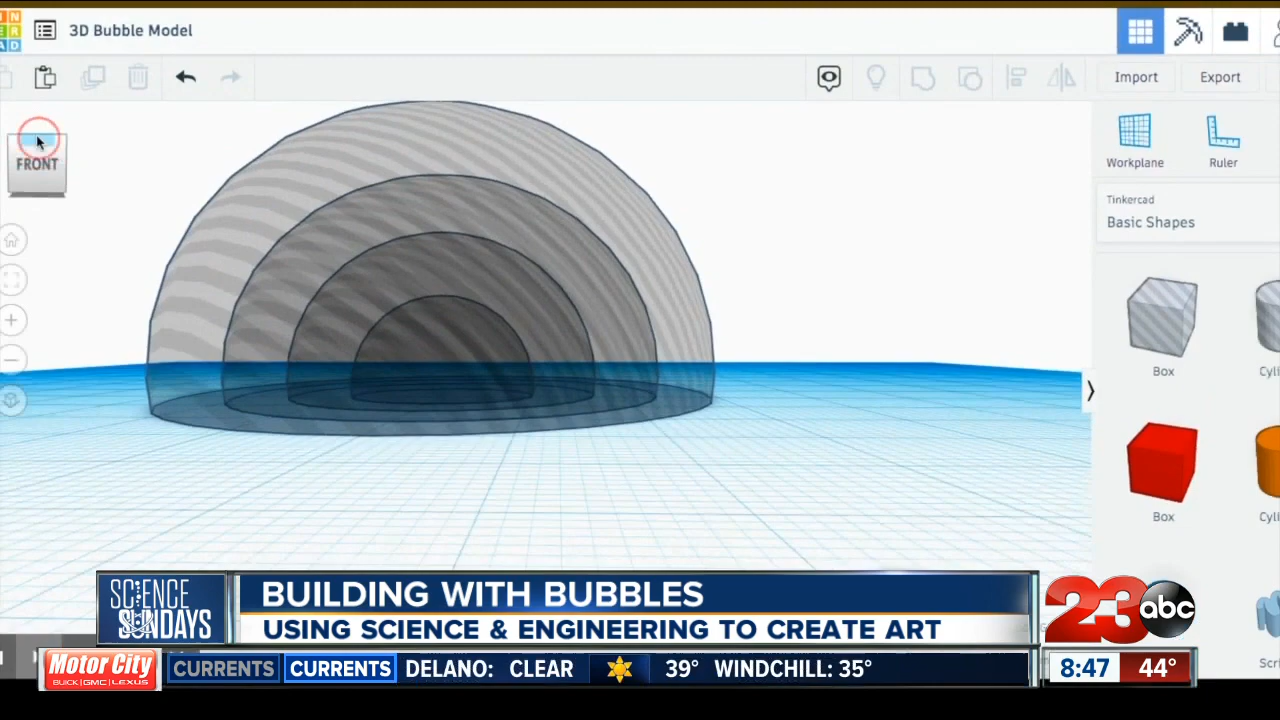 3D Bubble Model
Import
Export
FRONT
Workplane
Ruler
Tinkercad
Basic Shapes
Box
Box
SCIENCE
SUNDAYS
BUILDING WITH BUBBLES
USING SCIENCE & ENGINEERING TO CREATE ART
23 abc
Motor City
BUICK GMC LEXUS
CURRENTS
CURRENTS
DELANO: CLEAR
39° WINDCHILL: 35°
8:47
44°